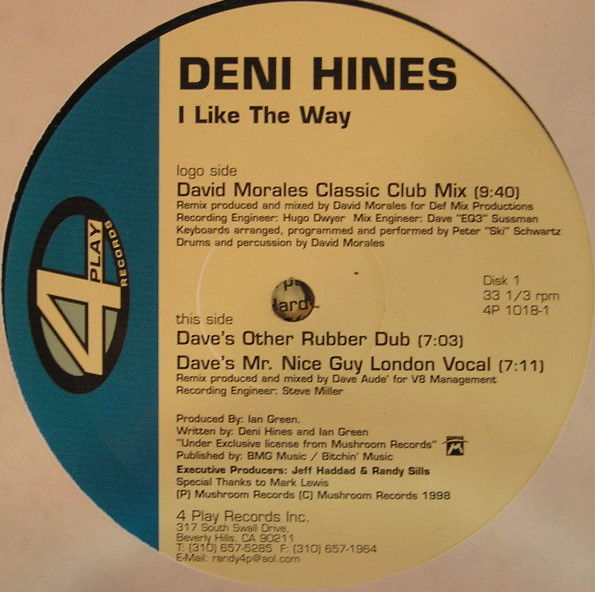 DENI HINES
I Like The Way
logo side
David Morales Classic Club Mix (9:40)
Remix produced and mixed by David Morales for Def Mix Productions
Recording Engineer: Hugo Dwyer Mix Engineer: Dave "EQ3" Sussman
Keyboards arranged, programmed and performed by Peter "Ski" Schwartz
Drums and percussion by David Morales
4 PLAY RECORDS
Disk 1
33 1/3 rpm
4P 1018-1
this side
Dave's Other Rubber Dub (7:03)
Dave's Mr. Nice Guy London Vocal (7:11)
Remix produced and mixed by Dave Aude' for V8 Management
Recording Engineer: Steve Miller
Produced By: Ian Green.
Written by: Deni Hines and Ian Green
"Under Exclusive license from Mushroom Records"
Published by: BMG Music / Bitchin' Music
Executive Producers: Jeff Haddad & Randy Sills
Special Thanks to Mark Lewis
(P) Mushroom Records (C) Mushroom Records 1998
4 Play Records Inc.
317 South Swall Drive,
Beverly Hills, CA 90211
T: (310) 657-5285 F: (310) 657-1964
E-Mail: randy4p@aol.com